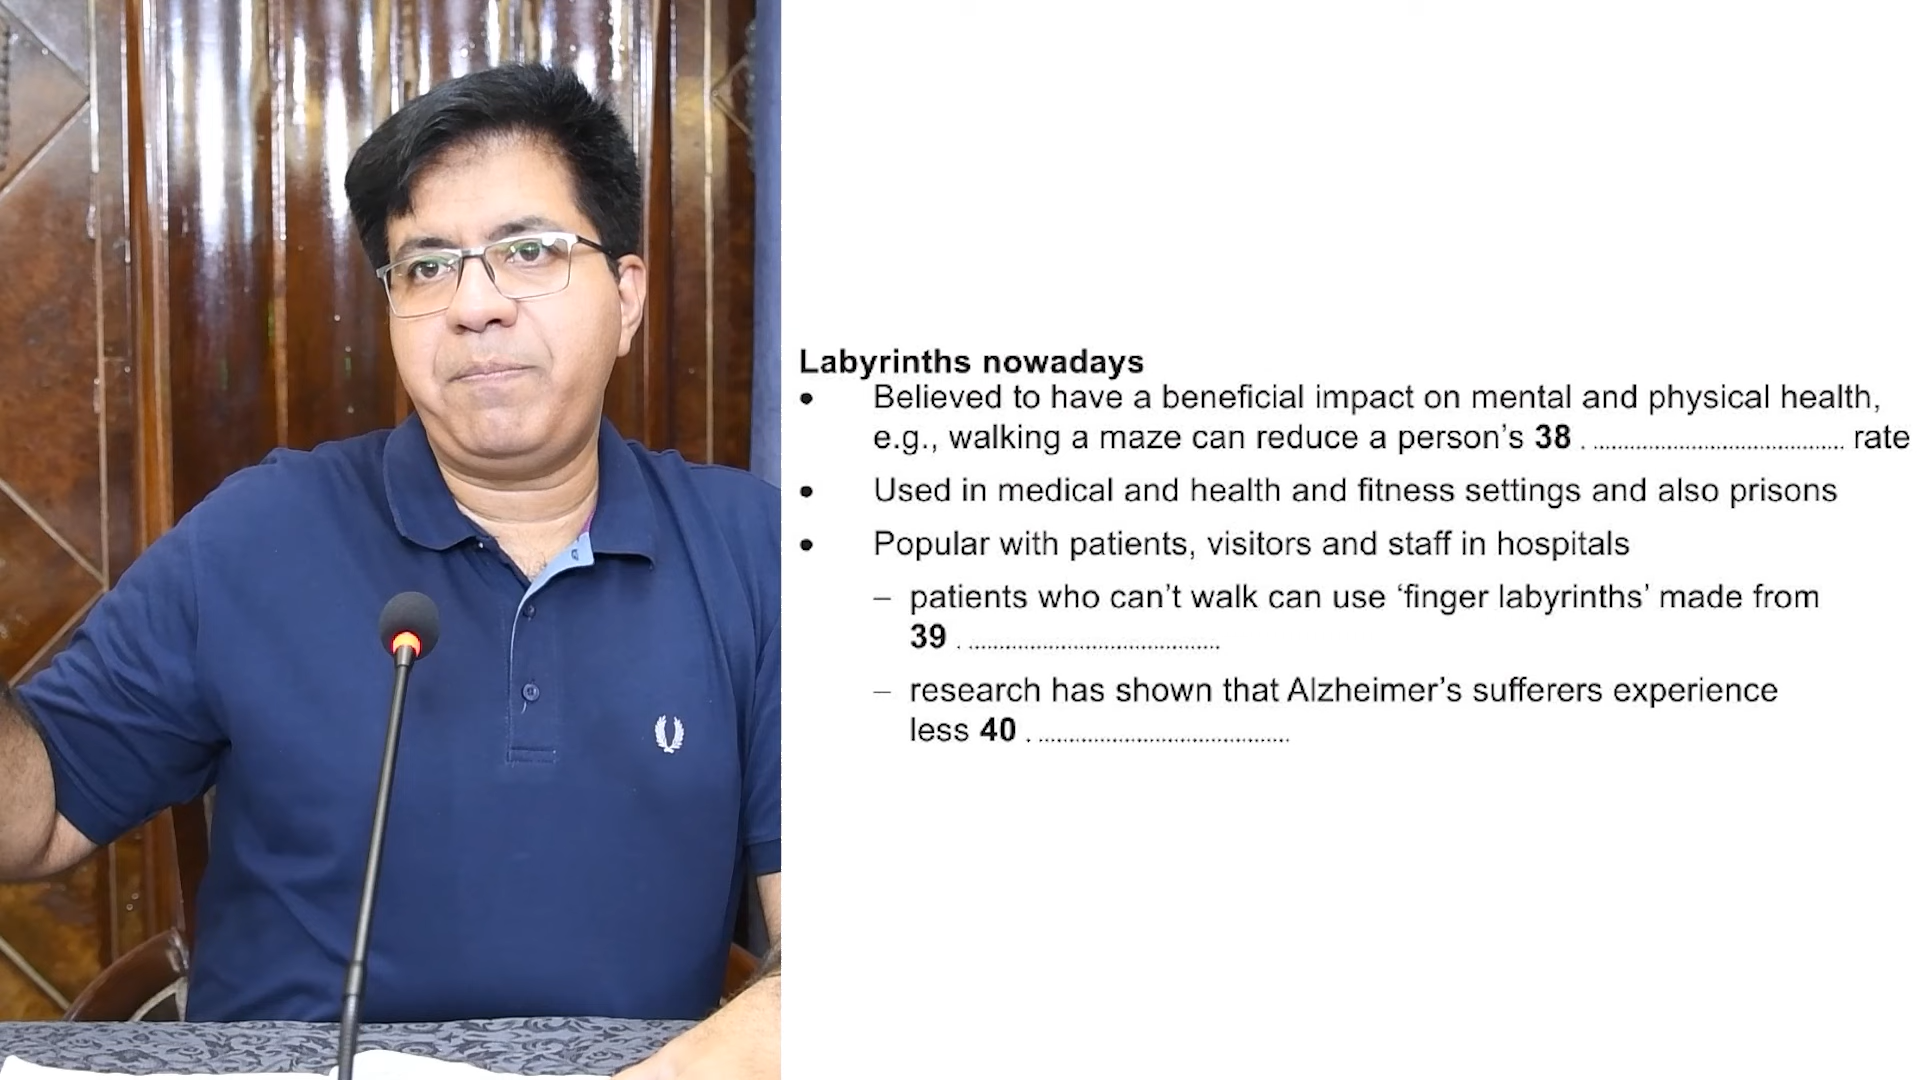 Labyrinths nowadays
• Believed to have a beneficial impact on mental and physical health,
e.g., walking a maze can reduce a person’s 38 . .......................................... rate
• Used in medical and health and fitness settings and also prisons
• Popular with patients, visitors and staff in hospitals
– patients who can’t walk can use ‘finger labyrinths’ made from
39 . ..........................................
– research has shown that Alzheimer’s sufferers experience
less 40 . ..........................................